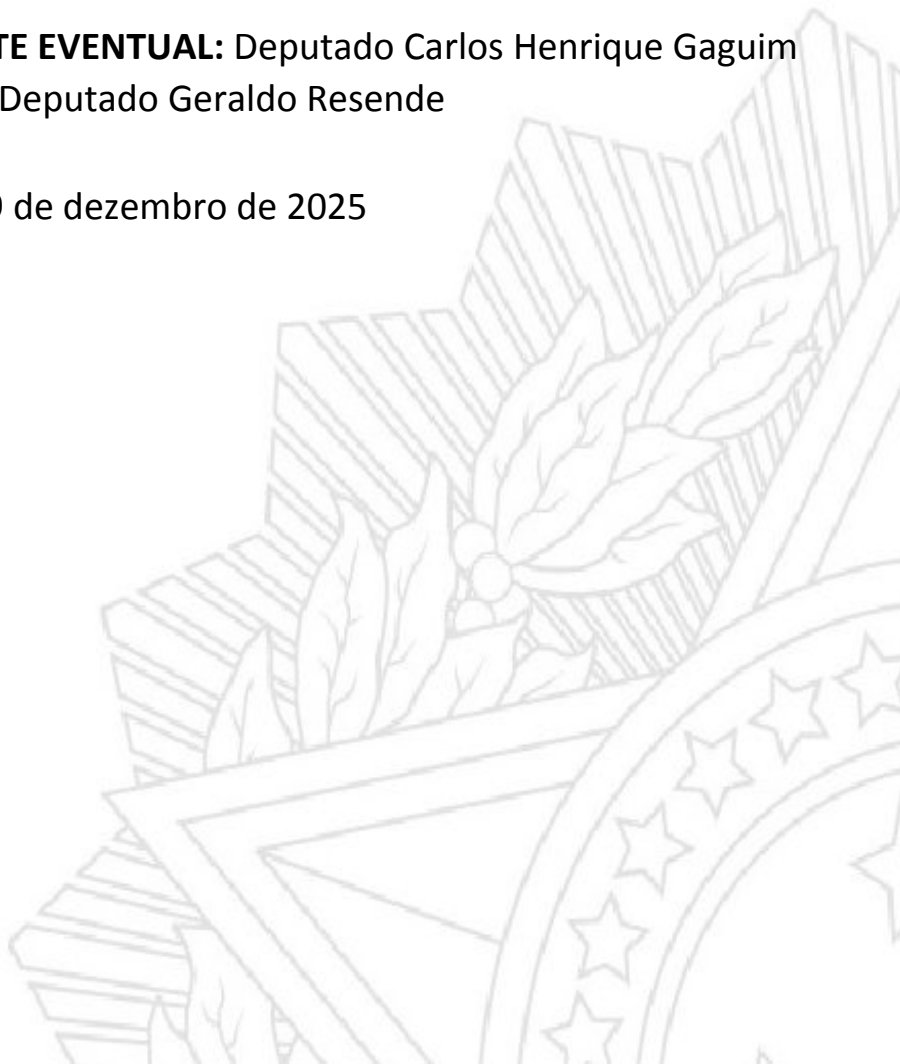 TE EVENTUAL: Deputado Carlos Henrique Gaguim
Deputado Geraldo Resende
de dezembro de 2025